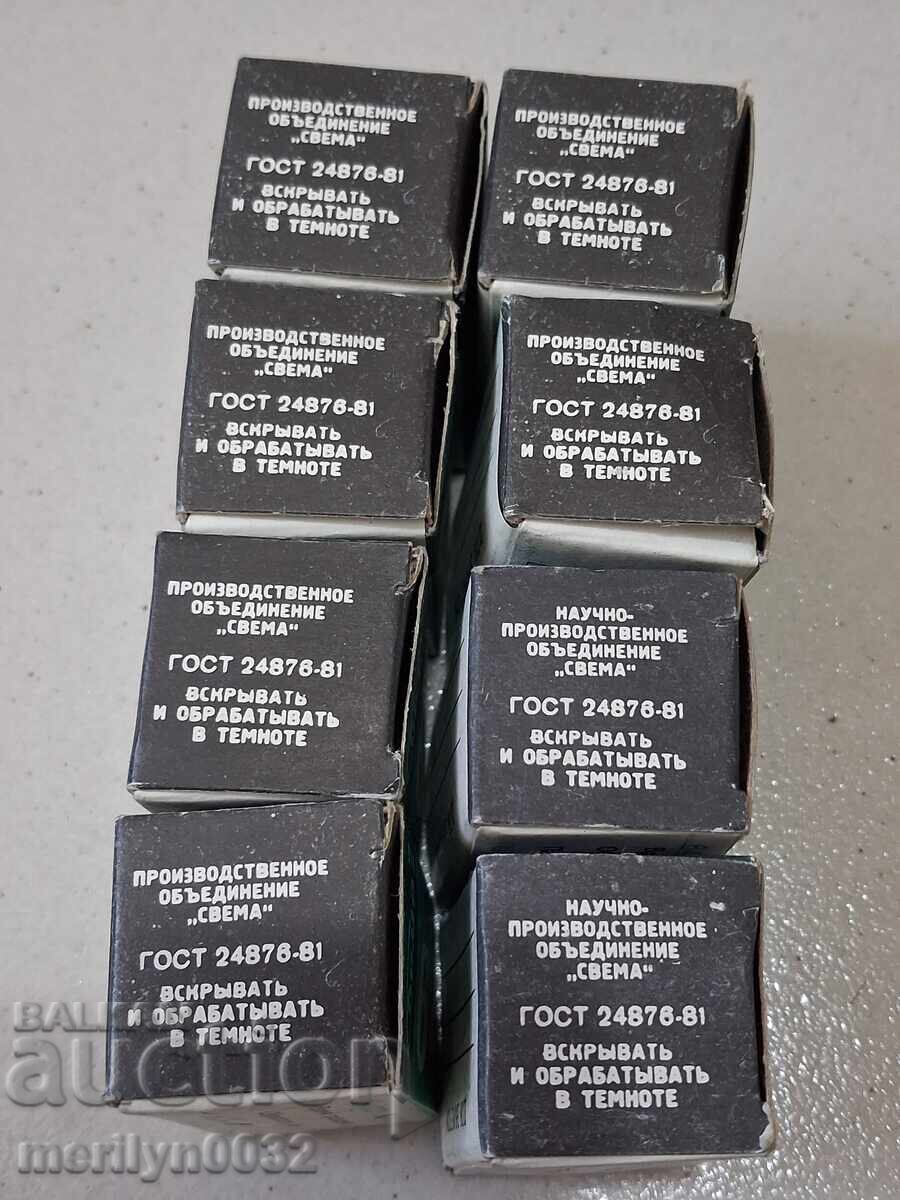 ПРОИЗВОДСТВЕННОЕ
ОБЪЕДИНЕНИЕ
„СВЕМА“
ГОСТ 24876-81
ВСКРЫВАТЬ
И ОБРАБАТЫВАТЬ
В ТЕМНОТЕ
ПРОИЗВОДСТВЕННОЕ
ОБЪЕДИНЕНИЕ
„СВЕМА“
ГОСТ 24876-81
ВСКРЫВАТЬ
И ОБРАБАТЫВАТЬ
В ТЕМНОТЕ
ПРОИЗВОДСТВЕННОЕ
ОБЪЕДИНЕНИЕ
„СВЕМА“
ГОСТ 24876-81
ВСКРЫВАТЬ
И ОБРАБАТЫВАТЬ
В ТЕМНОТЕ
ПРОИЗВОДСТВЕННОЕ
ОБЪЕДИНЕНИЕ
„СВЕМА“
ГОСТ 24876-81
ВСКРЫВАТЬ
И ОБРАБАТЫВАТЬ
В ТЕМНОТЕ
ПРОИЗВОДСТВЕННОЕ
ОБЪЕДИНЕНИЕ
„СВЕМА“
ГОСТ 24876-81
ВСКРЫВАТЬ
И ОБРАБАТЫВАТЬ
В ТЕМНОТЕ
НАУЧНО-
ПРОИЗВОДСТВЕННОЕ
ОБЪЕДИНЕНИЕ
„СВЕМА“
ГОСТ 24876-81
ВСКРЫВАТЬ
И ОБРАБАТЫВАТЬ
В ТЕМНОТЕ
ПРОИЗВОДСТВЕННОЕ
ОБЪЕДИНЕНИЕ
„СВЕМА“
ГОСТ 24876-81
ВСКРЫВАТЬ
И ОБРАБАТЫВАТЬ
В ТЕМНОТЕ
НАУЧНО-
ПРОИЗВОДСТВЕННОЕ
ОБЪЕДИНЕНИЕ
„СВЕМА“
ГОСТ 24876-81
ВСКРЫВАТЬ
И ОБРАБАТЫВАТЬ
В ТЕМНОТЕ
auction
merilyn0032